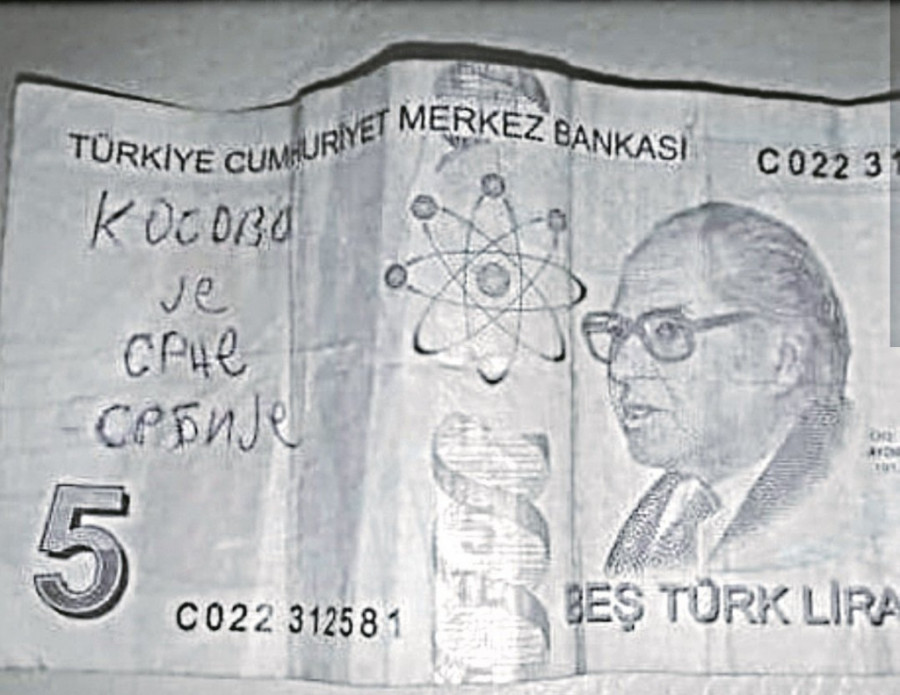 TÜRKİYE CUMHURİYET MERKEZ BANKASI
C022 31
КОСОВО
је
СРЦе
СРБИЈе
5
C022 312581
BEŞ TÜRK LİRA